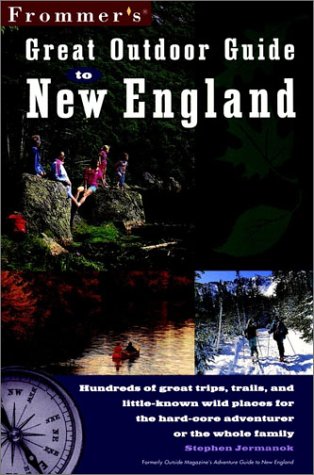 Frommer's®
Great Outdoor Guide
to
New England
Hundreds of great trips, trails, and
little-known wild places for
the hard-core adventurer
or the whole family
Stephen Jermanok
Formerly Outside Magazine's Adventure Guide to New England